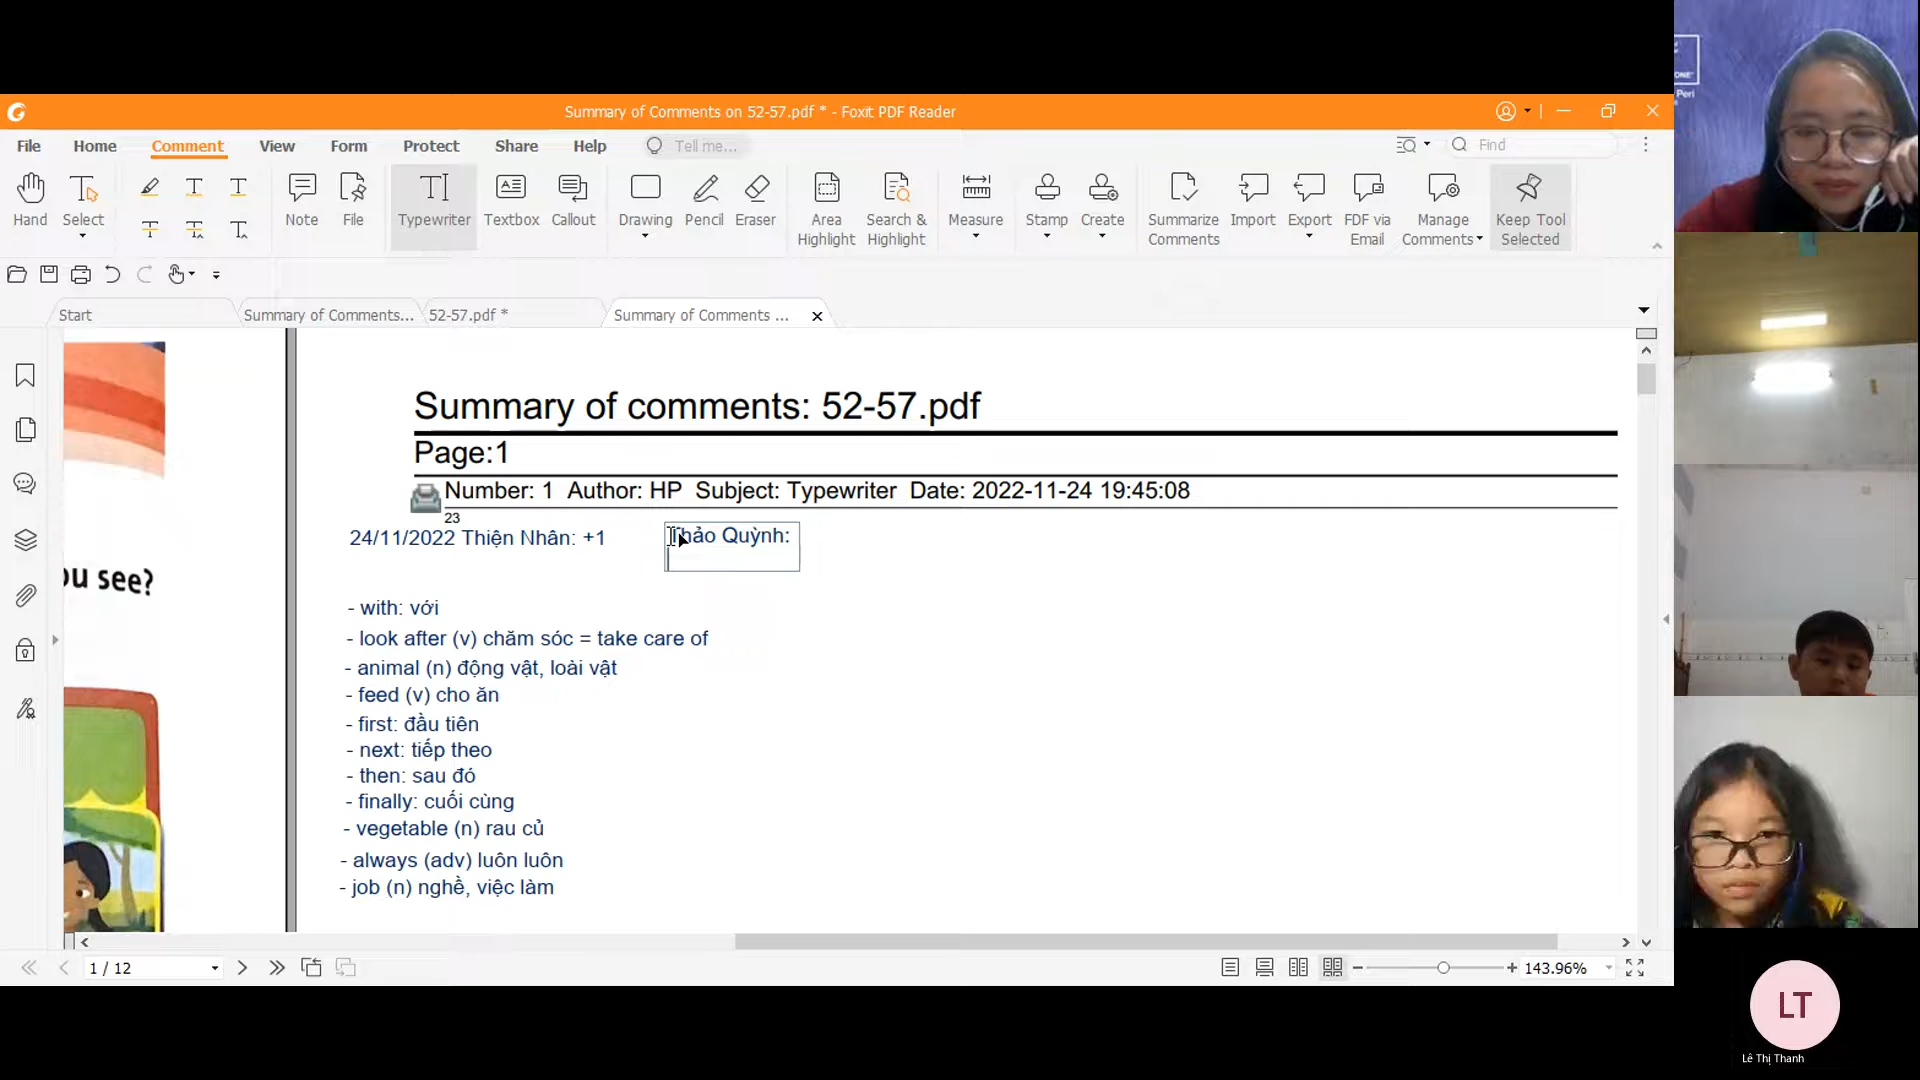 Summary of Comments on 52-57.pdf * - Foxit PDF Reader
File Home Comment View Form Protect Share Help Tell me... Find
Hand Select Note File Typewriter Textbox Callout Drawing Pencil Eraser Area Highlight Search & Highlight Measure Stamp Create Summarize Comments Import Export FDF via Email Manage Comments Keep Tool Selected
Start Summary of Comments... 52-57.pdf * Summary of Comments ...
Summary of comments: 52-57.pdf
Page:1
Number: 1 Author: HP Subject: Typewriter Date: 2022-11-24 19:45:08
23
24/11/2022 Thiện Nhân: +1 Thảo Quỳnh:
ou see?
- with: với
- look after (v) chăm sóc = take care of
- animal (n) động vật, loài vật
- feed (v) cho ăn
- first: đầu tiên
- next: tiếp theo
- then: sau đó
- finally: cuối cùng
- vegetable (n) rau củ
- always (adv) luôn luôn
- job (n) nghề, việc làm
1 / 12 143.96%
ONE
Peri
LT
Lê Thị Thanh